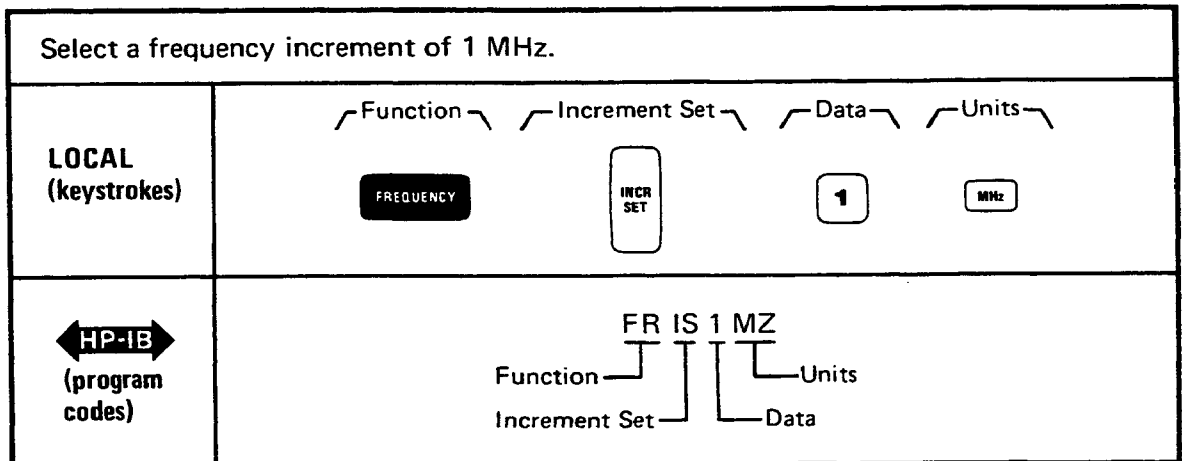 Select a frequency increment of 1 MHz.
LOCAL
(keystrokes)
Function Increment Set Data Units
FREQUENCY INCR SET 1 MHz
HP-IB
(program
codes)
FR IS 1 MZ
Function Units
Increment Set Data